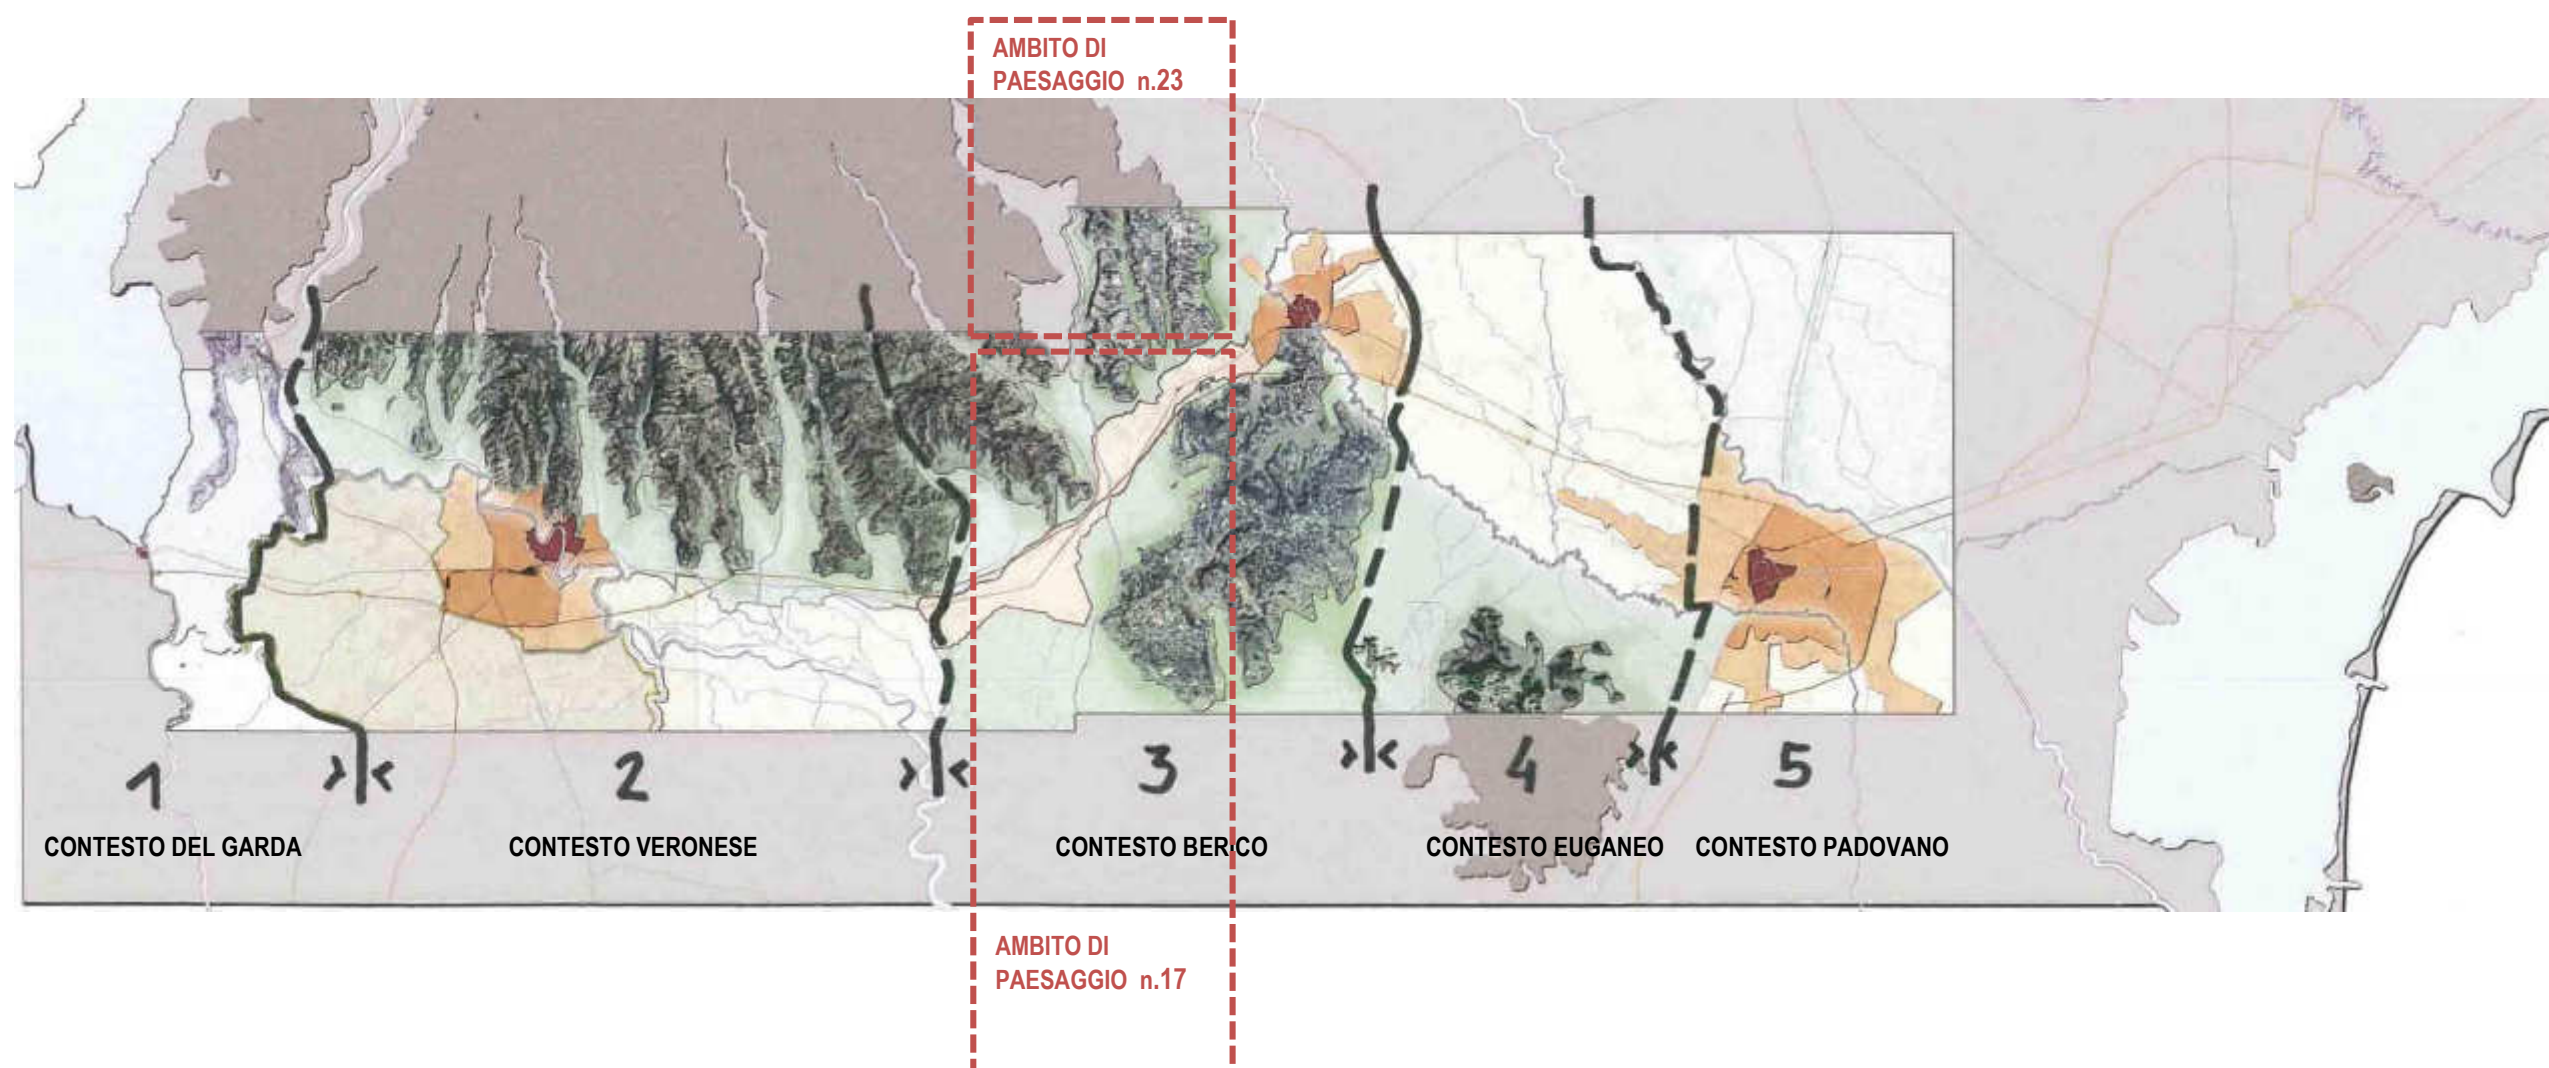 AMBITO DI
PAESAGGIO n.23
1 >|< 2 >|< 3 >|< 4 >|< 5
CONTESTO DEL GARDA CONTESTO VERONESE CONTESTO BERICO CONTESTO EUGANEO CONTESTO PADOVANO
AMBITO DI
PAESAGGIO n.17